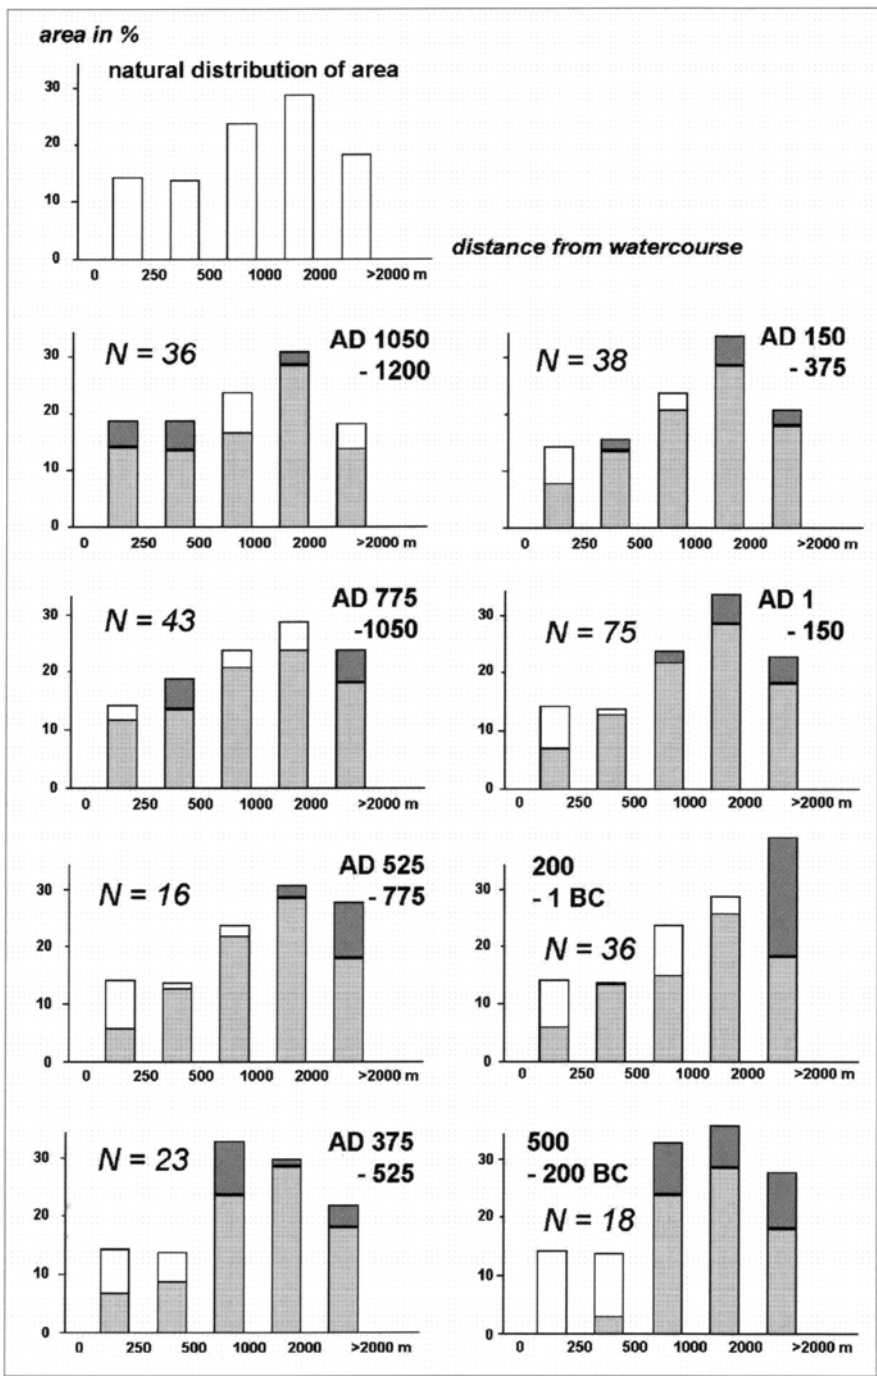 area in %
natural distribution of area
30
20
10
0
0 250 500 1000 2000 >2000 m
distance from watercourse
N = 36
AD 1050
- 1200
30
20
10
0
0 250 500 1000 2000 >2000 m
N = 38
AD 150
- 375
0 250 500 1000 2000 >2000 m
N = 43
AD 775
-1050
30
20
10
0
0 250 500 1000 2000 >2000 m
N = 75
AD 1
- 150
30
20
10
0
0 250 500 1000 2000 >2000 m
N = 16
AD 525
- 775
30
20
10
0
0 250 500 1000 2000 >2000 m
200
- 1 BC
N = 36
30
20
10
0
0 250 500 1000 2000 >2000 m
N = 23
AD 375
- 525
30
20
10
0
0 250 500 1000 2000 >2000 m
500
- 200 BC
N = 18
30
20
10
0
0 250 500 1000 2000 >2000 m